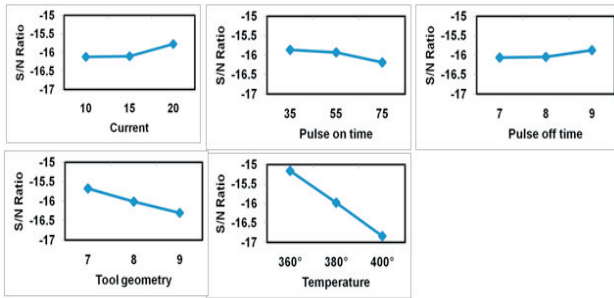 -15
-15.5
-16
-16.5
-17
S/N Ratio
10 15 20
Current
-15
-15.5
-16
-16.5
-17
S/N Ratio
35 55 75
Pulse on time
-15
-15.5
-16
-16.5
-17
S/N Ratio
7 8 9
Pulse off time
-15
-15.5
-16
-16.5
-17
S/N Ratio
7 8 9
Tool geometry
-15
-15.5
-16
-16.5
-17
S/N Ratio
360° 380° 400°
Temperature